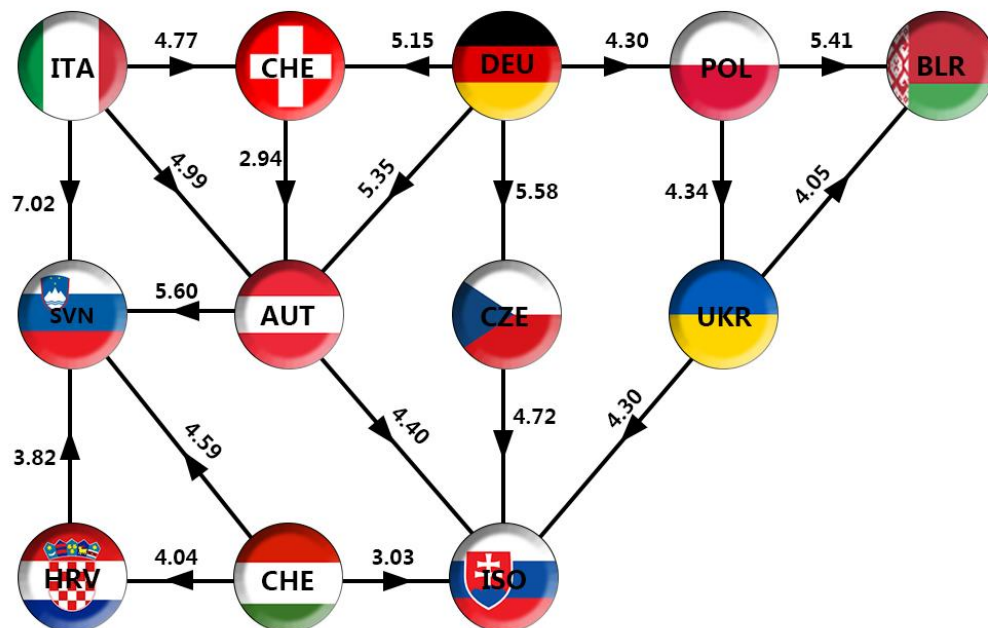 ITA 4.77 CHE 5.15 DEU 4.30 POL 5.41 BLR
7.02 4.99 2.94 5.35 5.58 4.34 4.05
SVN 5.60 AUT CZE UKR
3.82 4.59 4.40 4.72 4.30
HRV 4.04 CHE 3.03 ISO